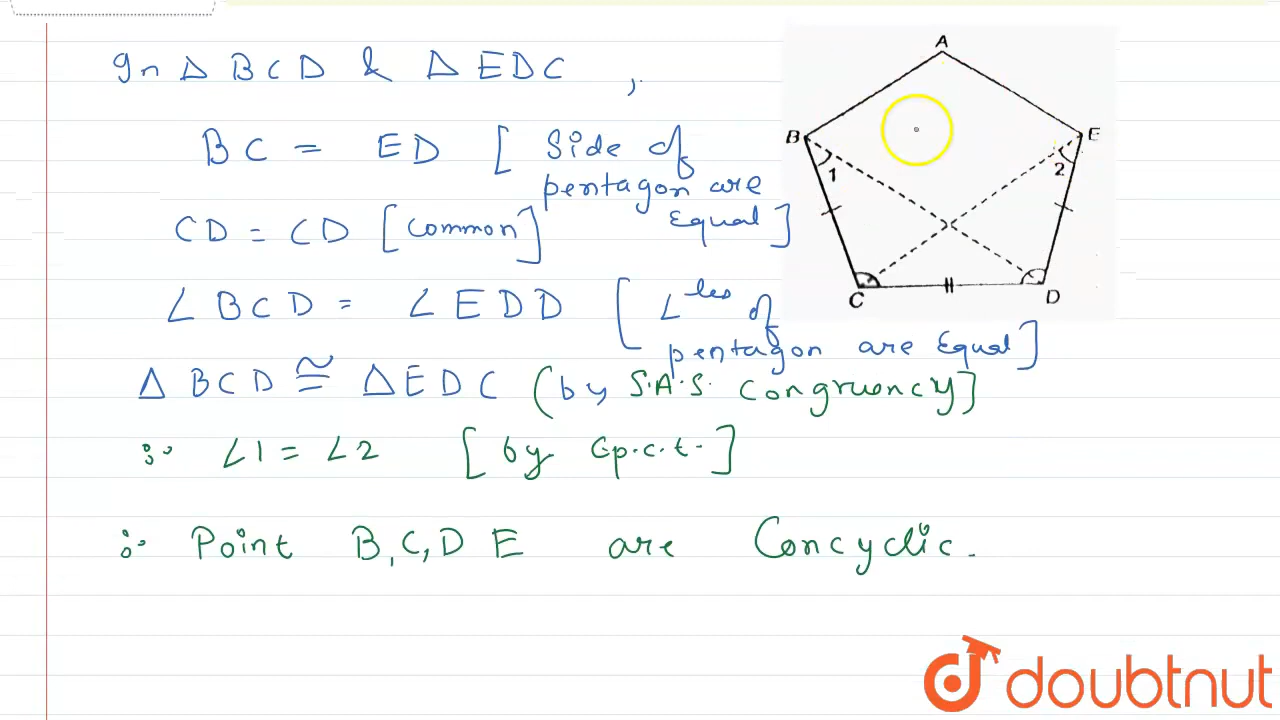 In Δ BCD & Δ EDC ,
BC = ED [ Side of
pentagon are
Equal ]
CD = CD [Common]
∠ BCD = ∠ EDD [ ∠les of
pentagon are Equal ]
Δ BCD ≅ Δ EDC (by S.A.S. Congruency]
∴ ∠1 = ∠2 [ by Cp.c.t. ]
∴ Point B, C, D E are Concyclic.
A
B
E
1
2
C
D
doubtnut